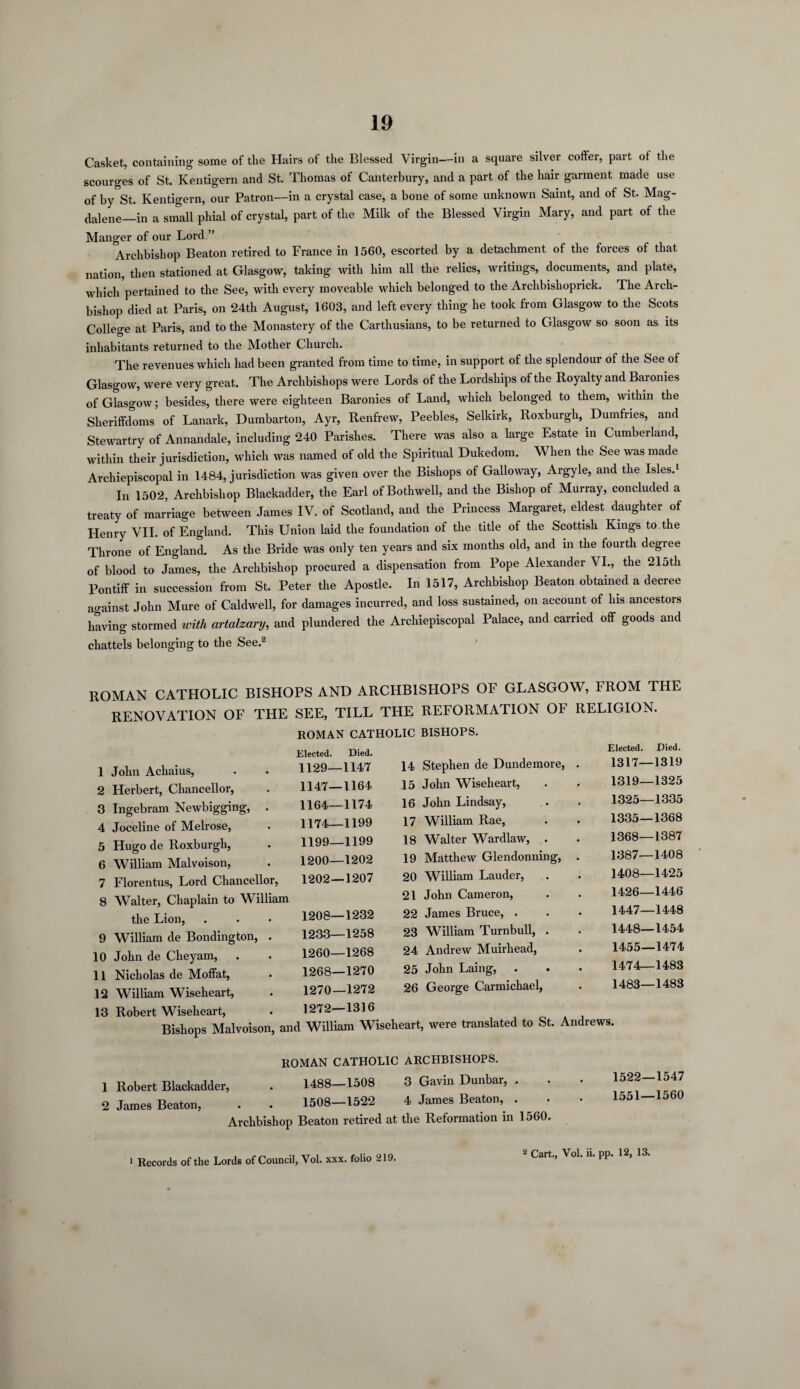 19
Casket, containing some of the Hairs of the Blessed Virgin—in a square silver coffer, part of the
scourges of St. Kentigern and St. Thomas of Canterbury, and a part of the hair garment made use
of by St. Kentigern, our Patron—in a crystal case, a bone of some unknown Saint, and of St. Mag-
dalene—in a small phial of crystal, part of the Milk of the Blessed Virgin Mary, and part of the
Manger of our Lord.”
Archbishop Beaton retired to France in 1560, escorted by a detachment of the forces of that
nation, then stationed at Glasgow, taking with him all the relics, writings, documents, and plate,
which pertained to the See, with every moveable which belonged to the Archbishoprick. The Arch-
bishop died at Paris, on 24th August, 1603, and left every thing he took from Glasgow to the Scots
College at Paris, and to the Monastery of the Carthusians, to be returned to Glasgow so soon as its
inhabitants returned to the Mother Church.
The revenues which had been granted from time to time, in support of the splendour of the See of
Glasgow, were very great. The Archbishops were Lords of the Lordships of the Royalty and Baronies
of Glasgow; besides, there were eighteen Baronies of Land, which belonged to them, within the
Sheriffdoms of Lanark, Dumbarton, Ayr, Renfrew, Peebles, Selkirk, Roxburgh, Dumfries, and
Stewartry of Annandale, including 240 Parishes. There was also a large Estate in Cumberland,
within their jurisdiction, which was named of old the Spiritual Dukedom. When the See was made
Archiepiscopal in 1484, jurisdiction was given over the Bishops of Galloway, Argyle, and the Isles.¹
In 1502, Archbishop Blackadder, the Earl of Bothwell, and the Bishop of Murray, concluded a
treaty of marriage between James IV. of Scotland, and the Princess Margaret, eldest daughter of
Henry VII. of England. This Union laid the foundation of the title of the Scottish Kings to the
Throne of England. As the Bride was only ten years and six months old, and in the fourth degree
of blood to James, the Archbishop procured a dispensation from Pope Alexander VI., the 215th
Pontiff in succession from St. Peter the Apostle. In 1517, Archbishop Beaton obtained a decree
against John Mure of Caldwell, for damages incurred, and loss sustained, on account of his ancestors
having stormed with artalzary, and plundered the Archiepiscopal Palace, and carried off goods and
chattels belonging to the See.²
ROMAN CATHOLIC BISHOPS AND ARCHBISHOPS OF GLASGOW, FROM THE
RENOVATION OF THE SEE, TILL THE REFORMATION OF RELIGION.
ROMAN CATHOLIC BISHOPS.
Elected. Died.
1 John Achaius, . . 1129—1147
2 Herbert, Chancellor, . 1147—1164
3 Ingebram Newbigging, . 1164—1174
4 Joceline of Melrose, . 1174—1199
5 Hugo de Roxburgh, . 1199—1199
6 William Malvoison, . 1200—1202
7 Florentus, Lord Chancellor, 1202—1207
8 Walter, Chaplain to William
the Lion, . . . 1208—1232
9 William de Bondington, . 1233—1258
10 John de Cheyam, . . 1260—1268
11 Nicholas de Moffat, . 1268—1270
12 William Wiseheart, . 1270—1272
13 Robert Wiseheart, . 1272—1316
Elected. Died.
14 Stephen de Dundemore, . 1317—1319
15 John Wiseheart, . . 1319—1325
16 John Lindsay, . . 1325—1335
17 William Rae, . . 1335—1368
18 Walter Wardlaw, . . 1368—1387
19 Matthew Glendonning, . 1387—1408
20 William Lauder, . . 1408—1425
21 John Cameron, . . 1426—1446
22 James Bruce, . . . 1447—1448
23 William Turnbull, . . 1448—1454
24 Andrew Muirhead, . 1455—1474
25 John Laing, . . . 1474—1483
26 George Carmichael, . 1483—1483
Bishops Malvoison, and William Wiseheart, were translated to St. Andrews.
ROMAN CATHOLIC ARCHBISHOPS.
1 Robert Blackadder, . 1488—1508
2 James Beaton, . . 1508—1522
3 Gavin Dunbar, . . . 1522—1547
4 James Beaton, . . . 1551—1560
Archbishop Beaton retired at the Reformation in 1560.
¹ Records of the Lords of Council, Vol. xxx. folio 219.
² Cart., Vol. ii. pp. 12, 13.